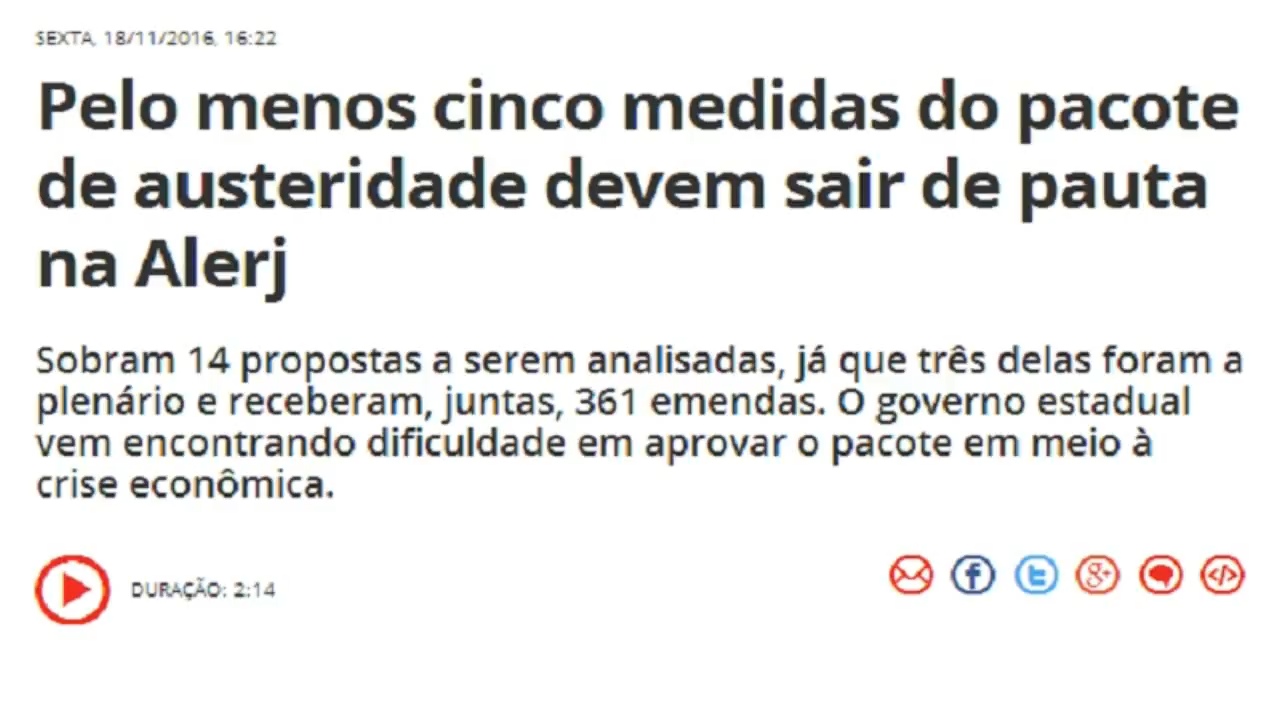 SEXTA, 18/11/2016, 16:22
Pelo menos cinco medidas do pacote
de austeridade devem sair de pauta
na Alerj
Sobram 14 propostas a serem analisadas, já que três delas foram a
plenário e receberam, juntas, 361 emendas. O governo estadual
vem encontrando dificuldade em aprovar o pacote em meio à
crise econômica.
DURAÇÃO: 2:14